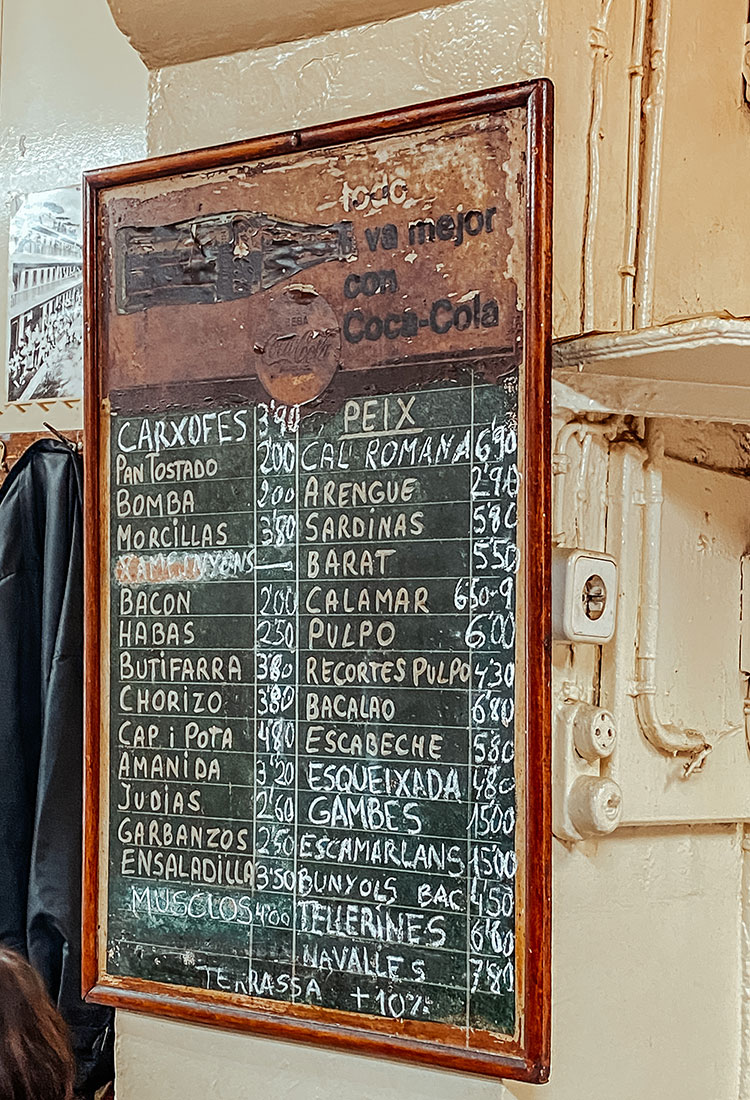 todo
va mejor
con
Coca-Cola
BEBA
Coca-Cola
CARXOFES 3'90
PAN TOSTADO 2'00
BOMBA 2'00
MORCILLAS 3'80
BACON 2'00
HABAS 2'50
BUTIFARRA 3'80
CHORIZO 3'80
CAP i POTA 4'80
AMANIDA 3'20
JUDIAS 2'60
GARBANZOS 2'50
ENSALADILLA 3'50
MUSCLOS 4'00
PEIX
CAL ROMANA 6'90
ARENGUE 2'90
SARDINAS 5'80
BARAT 5'50
CALAMAR 6'50-9
PULPO 6'00
RECORTES PULPO 4'30
BACALAO 6'80
ESCABECHE 5'80
ESQUEIXADA 4'80
GAMBES 15'00
ESCAMARLANS 15'00
BUNYOLS BAC 4'50
TELLERINES 6'80
NAVALLES 7'80
TERRASSA +10%